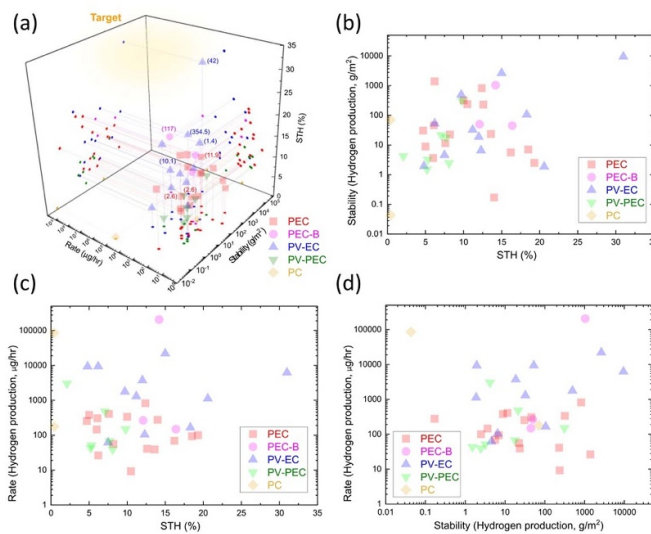 (a)
Target
(42)
(117)
(354.5)
(1.4)
(11.9)
(10.1)
(2.6)
(2.6)
35
30
25
20
15
10
5
0
STH (%)
Rate (µg/hr)
Stability(g/m²)
PEC
PEC-B
PV-EC
PV-PEC
PC
(b)
Stability (Hydrogen production, g/m²)
10000
1000
100
10
1
0.1
0.01
0 5 10 15 20 25 30 35
STH (%)
PEC
PEC-B
PV-EC
PV-PEC
PC
(c)
Rate (Hydrogen production, µg/hr)
100000
10000
1000
100
10
1
0 5 10 15 20 25 30 35
STH (%)
PEC
PEC-B
PV-EC
PV-PEC
PC
(d)
Rate (Hydrogen production, µg/hr)
100000
10000
1000
100
10
1
0.01 0.1 1 10 100 1000 10000
Stability (Hydrogen production, g/m²)
PEC
PEC-B
PV-EC
PV-PEC
PC